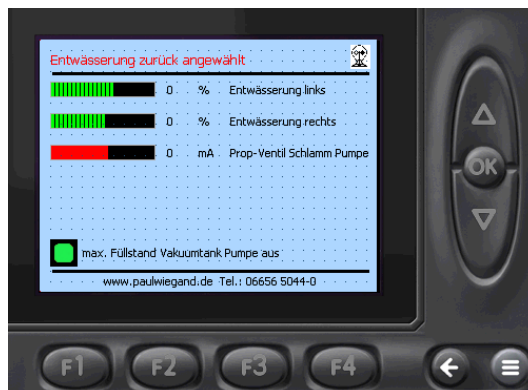 Entwässerung zurück angewählt
0 % Entwässerung links
0 % Entwässerung rechts
0 mA Prop-Ventil Schlamm Pumpe
max. Füllstand Vakuumtank Pumpe aus
www.paulwiegand.de Tel.: 06656 5044-0
OK
F1 F2 F3 F4